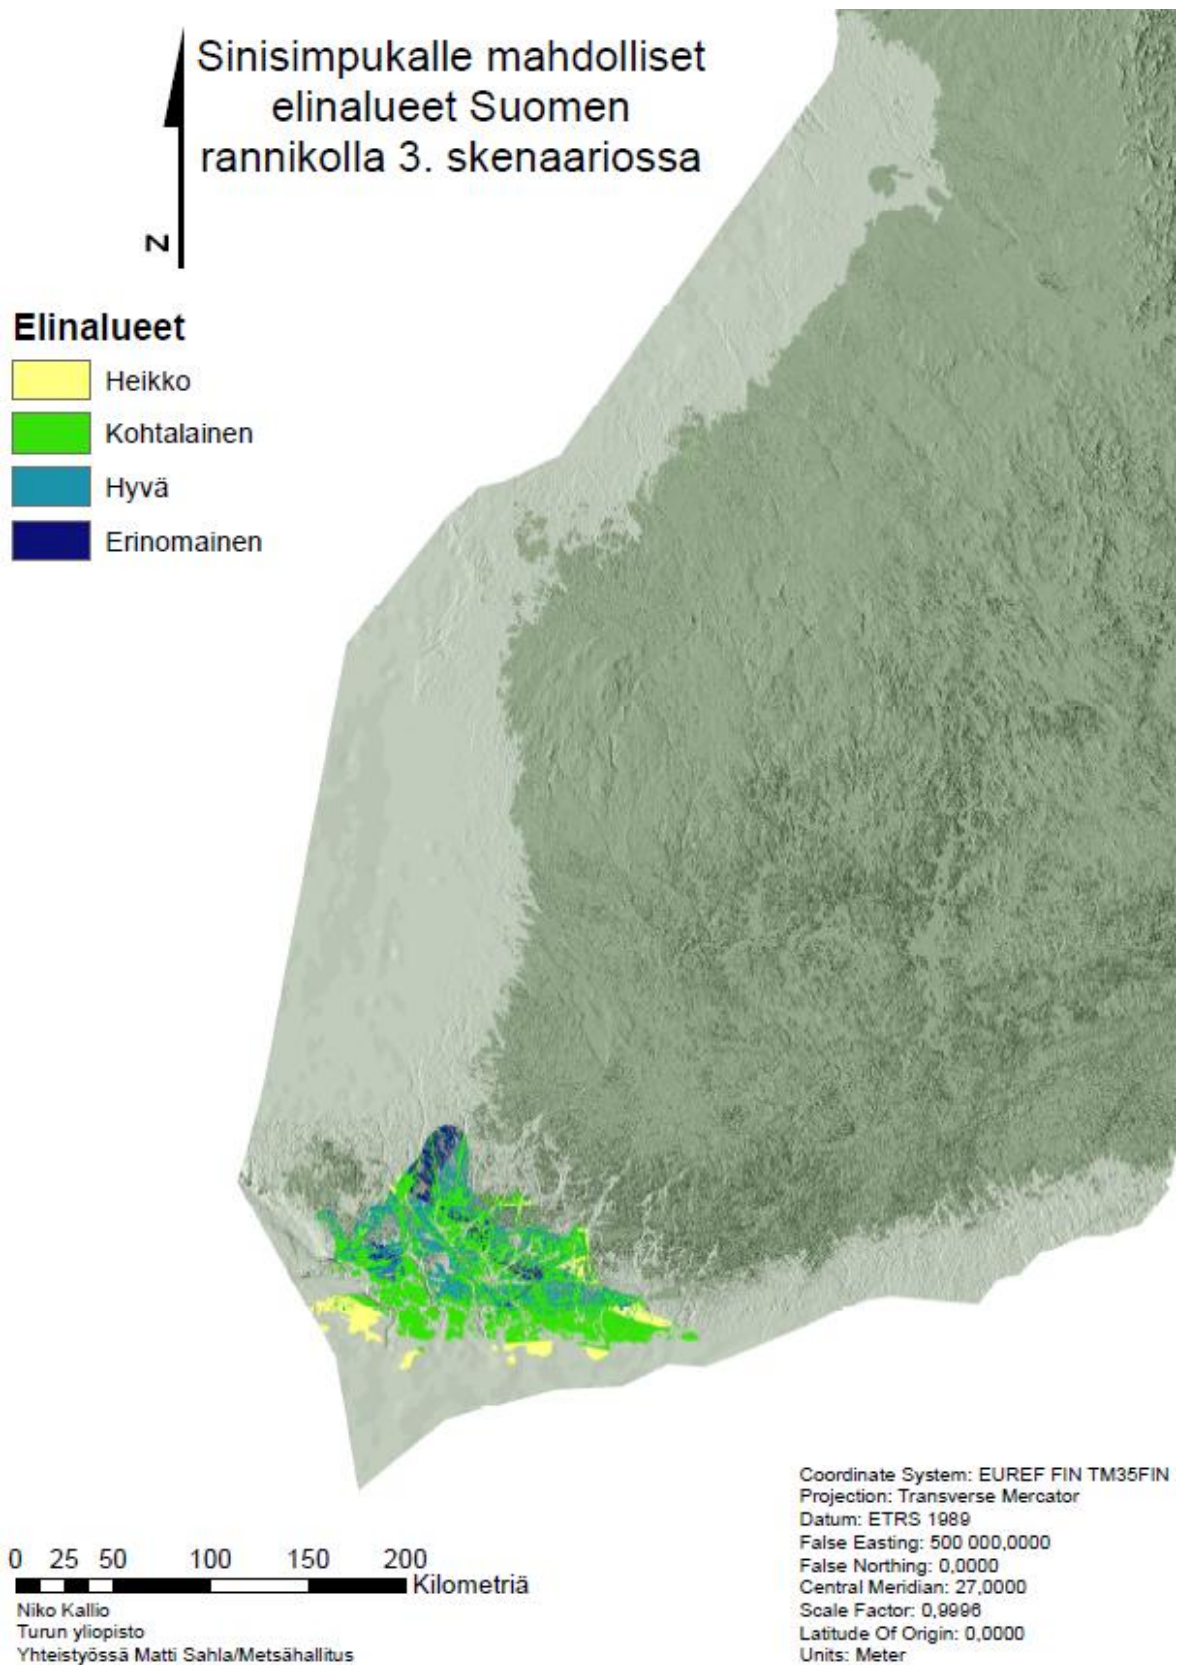 Sinisimpukalle mahdolliset
elinalueet Suomen
rannikolla 3. skenaariossa
N
Elinalueet
Heikko
Kohtalainen
Hyvä
Erinomainen
0 25 50 100 150 200
Kilometriä
Niko Kallio
Turun yliopisto
Yhteistyössä Matti Sahla/Metsähallitus
Coordinate System: EUREF FIN TM35FIN
Projection: Transverse Mercator
Datum: ETRS 1989
False Easting: 500 000,0000
False Northing: 0,0000
Central Meridian: 27,0000
Scale Factor: 0,9996
Latitude Of Origin: 0,0000
Units: Meter